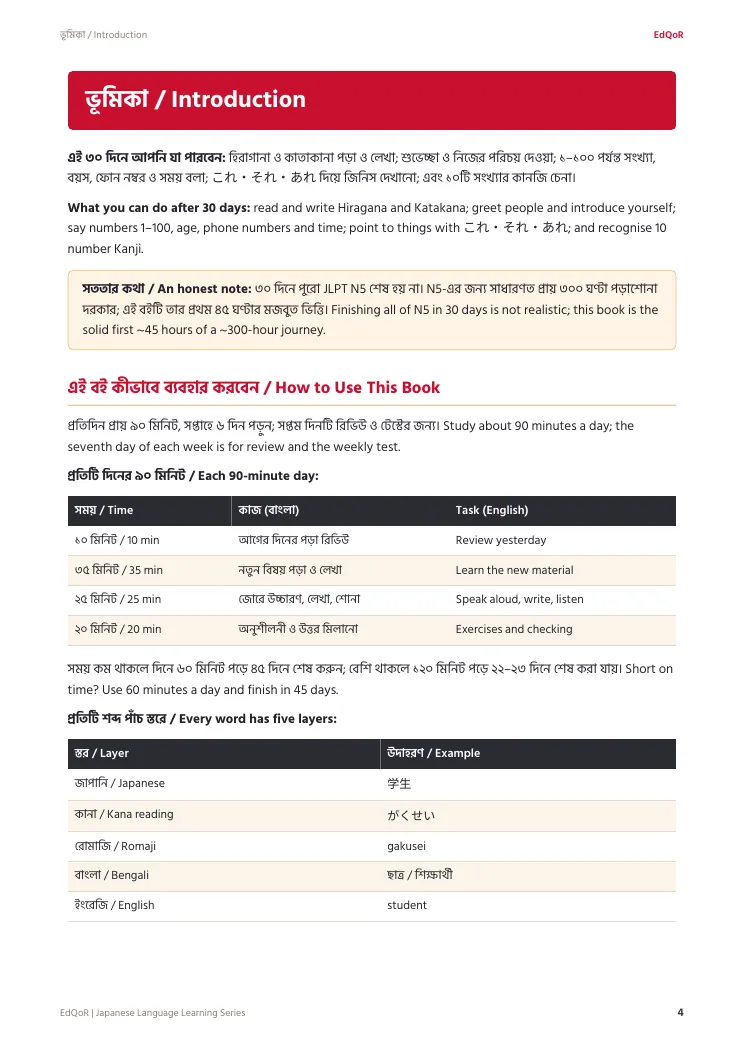 ভূমিকা / Introduction EdQoR
ভূমিকা / Introduction
এই ৩০ দিনে আপনি যা পারবেন: হিরাগানা ও কাতাকানা পড়া ও লেখা; শুভেচ্ছা ও নিজের পরিচয় দেওয়া; ১–১০০ পর্যন্ত সংখ্যা,
বয়স, ফোন নম্বর ও সময় বলা; これ・それ・あれ দিয়ে জিনিস দেখানো; এবং ১০টি সংখ্যার কানজি চেনা।
What you can do after 30 days: read and write Hiragana and Katakana; greet people and introduce yourself;
say numbers 1–100, age, phone numbers and time; point to things with これ・それ・あれ; and recognise 10
number Kanji.
সততার কথা / An honest note: ৩০ দিনে পুরো JLPT N5 শেষ হয় না। N5-এর জন্য সাধারণত প্রায় ৩০০ ঘণ্টা পড়াশোনা
দরকার; এই বইটি তার প্রথম ৪৫ ঘণ্টার মজবুত ভিত্তি। Finishing all of N5 in 30 days is not realistic; this book is the
solid first ~45 hours of a ~300-hour journey.
এই বই কীভাবে ব্যবহার করবেন / How to Use This Book
প্রতিদিন প্রায় ৯০ মিনিট, সপ্তাহে ৬ দিন পড়ুন; সপ্তম দিনটি রিভিউ ও টেস্টের জন্য। Study about 90 minutes a day; the
seventh day of each week is for review and the weekly test.
প্রতিটি দিনের ৯০ মিনিট / Each 90-minute day:
সময় / Time কাজ (বাংলা) Task (English)
১০ মিনিট / 10 min আগের দিনের পড়া রিভিউ Review yesterday
৩৫ মিনিট / 35 min নতুন বিষয় পড়া ও লেখা Learn the new material
২৫ মিনিট / 25 min জোরে উচ্চারণ, লেখা, শোনা Speak aloud, write, listen
২০ মিনিট / 20 min অনুশীলনী ও উত্তর মিলানো Exercises and checking
সময় কম থাকলে দিনে ৬০ মিনিট পড়ে ৪৫ দিনে শেষ করুন; বেশি থাকলে ১২০ মিনিট পড়ে ২২–২৩ দিনে শেষ করা যায়। Short on
time? Use 60 minutes a day and finish in 45 days.
প্রতিটি শব্দ পাঁচ স্তরে / Every word has five layers:
স্তর / Layer উদাহরণ / Example
জাপানি / Japanese 学生
কানা / Kana reading がくせい
রোমাজি / Romaji gakusei
বাংলা / Bengali ছাত্র / শিক্ষার্থী
ইংরেজি / English student
EdQoR | Japanese Language Learning Series 4